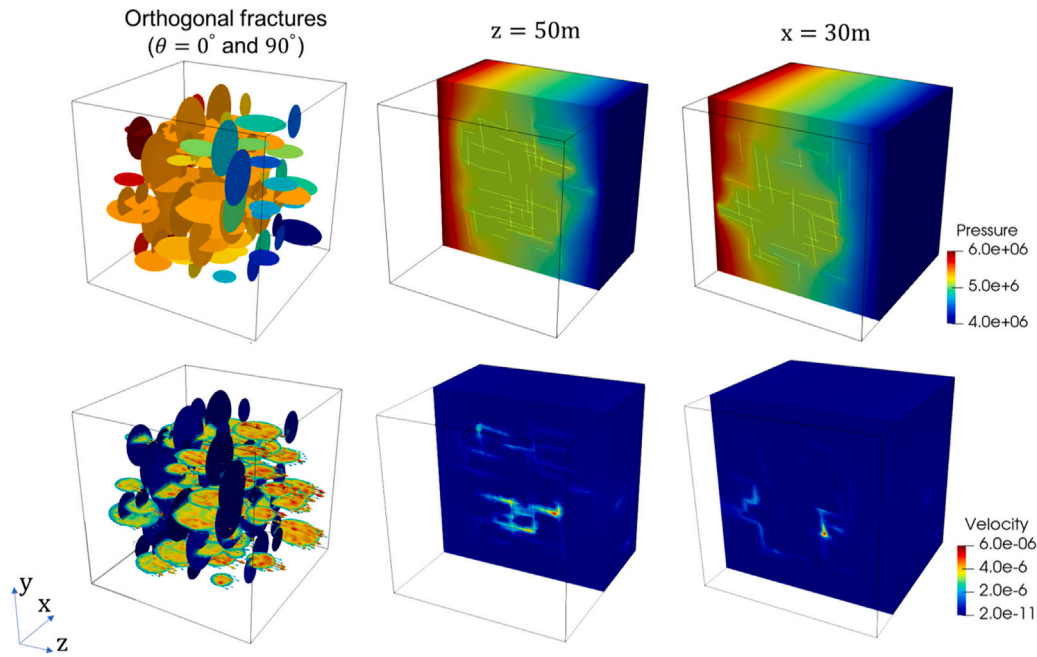 Orthogonal fractures
(θ = 0° and 90°)
z = 50m
x = 30m
Pressure
6.0e+06
5.0e+6
4.0e+06
Velocity
6.0e-06
4.0e-6
2.0e-6
2.0e-11
y
x
z